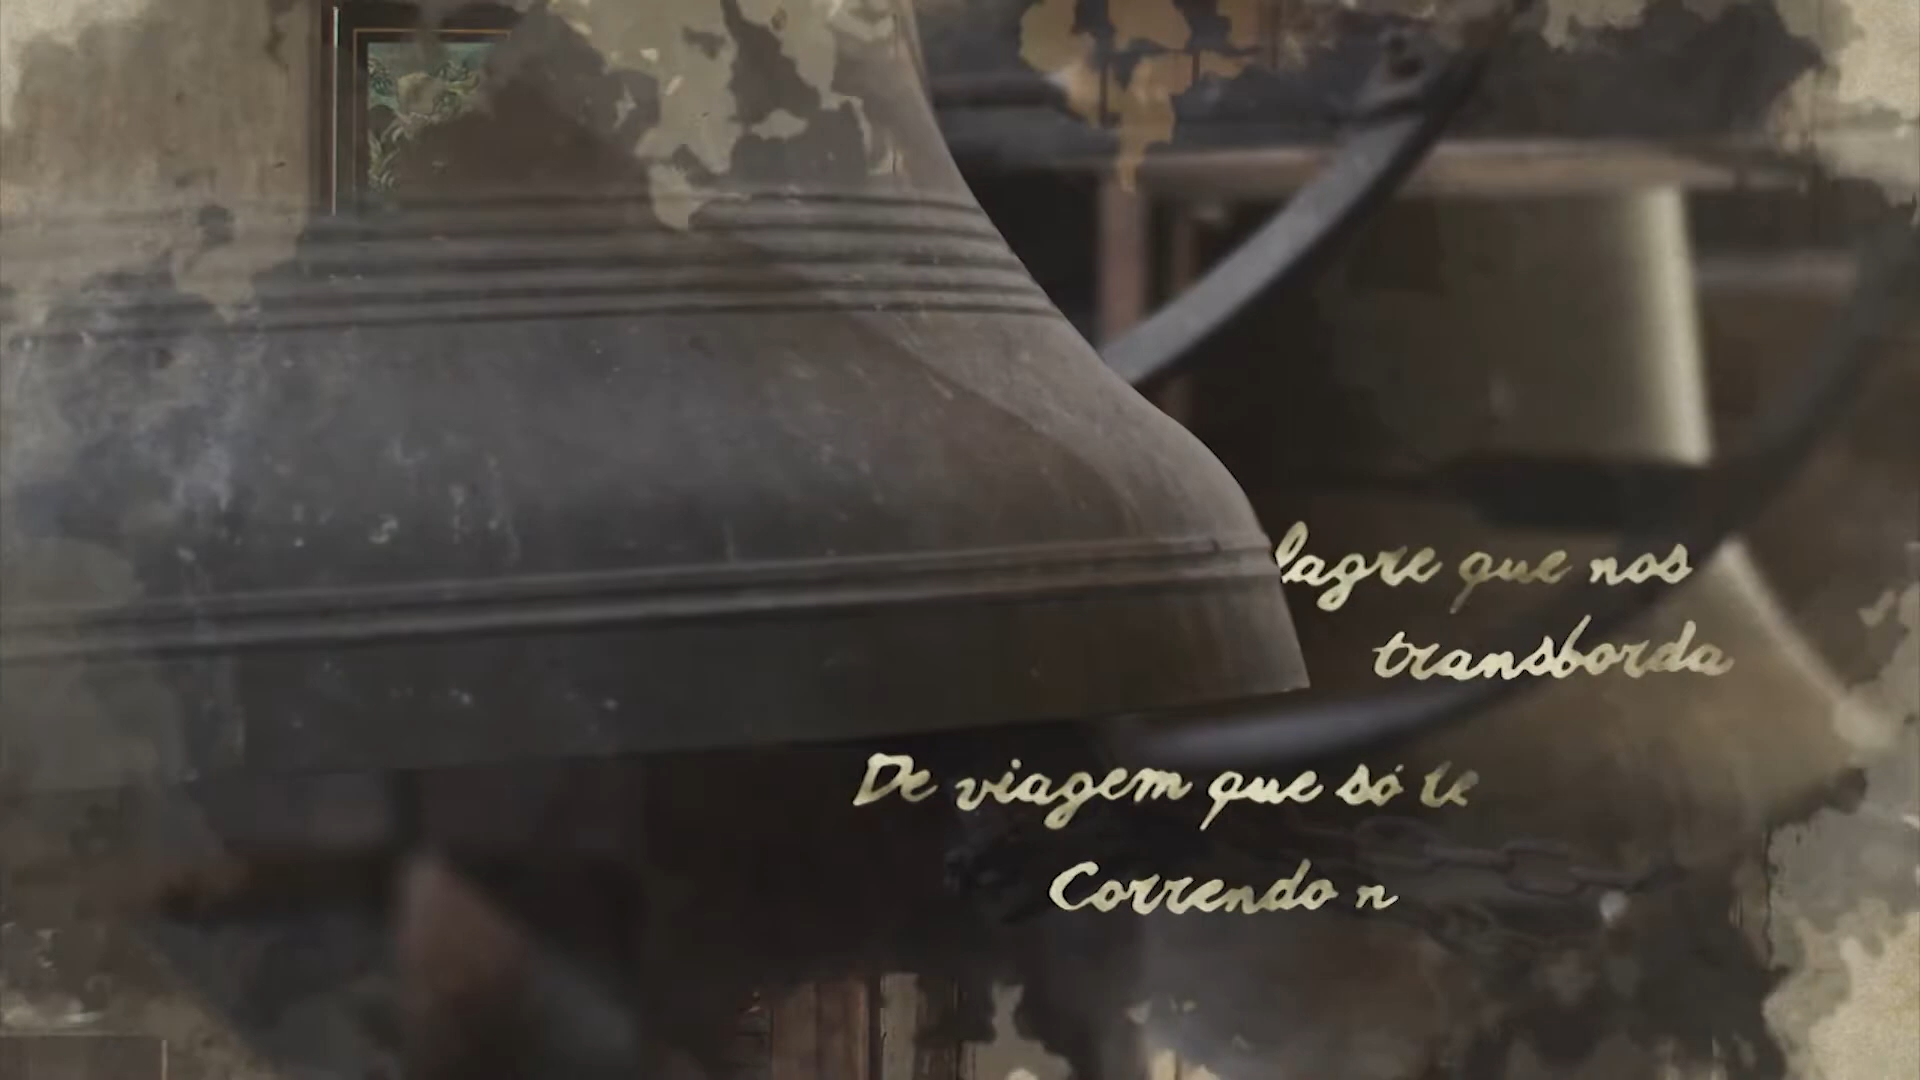 lagre que nos
transborda
De viagem que só te
Correndo n